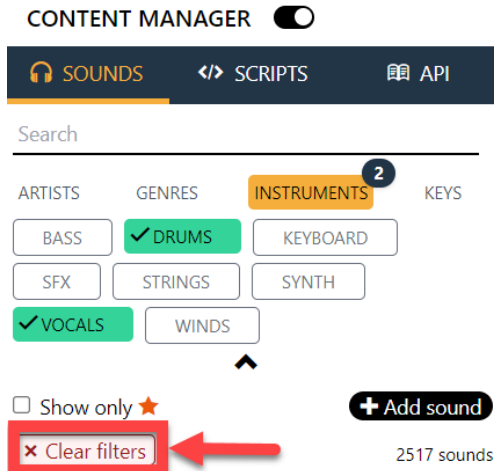 CONTENT MANAGER
SOUNDS </> SCRIPTS API
Search
2
ARTISTS GENRES INSTRUMENTS KEYS
BASS DRUMS KEYBOARD
SFX STRINGS SYNTH
VOCALS WINDS
Show only + Add sound
× Clear filters 2517 sounds